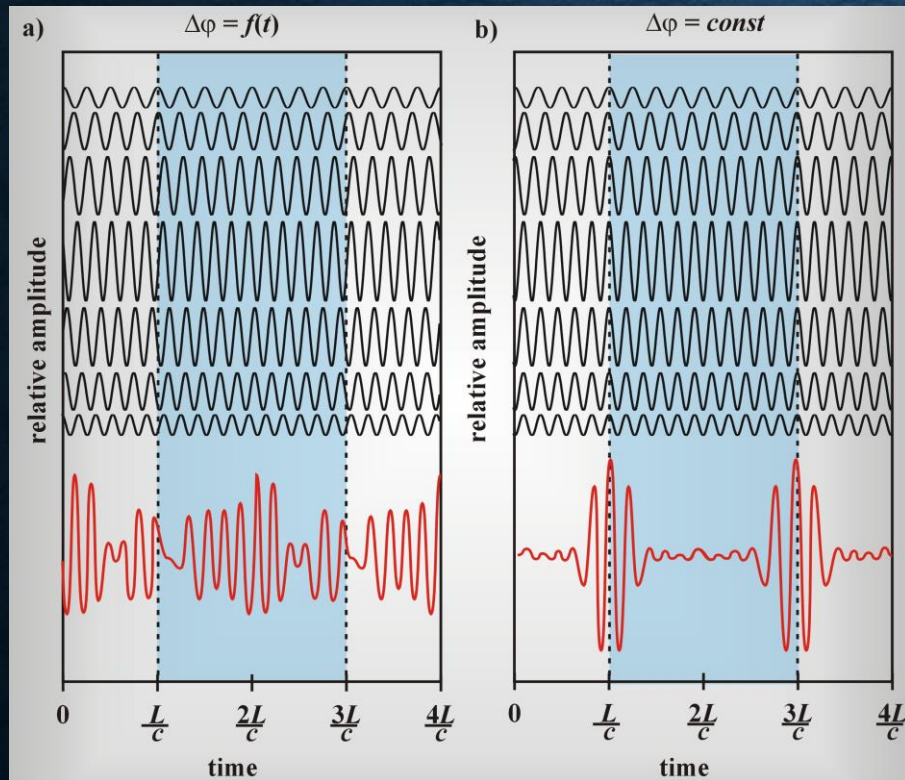 a) Δφ = f(t)
relative amplitude
0 L/c 2L/c 3L/c 4L/c
time
b) Δφ = const
relative amplitude
0 L/c 2L/c 3L/c 4L/c
time